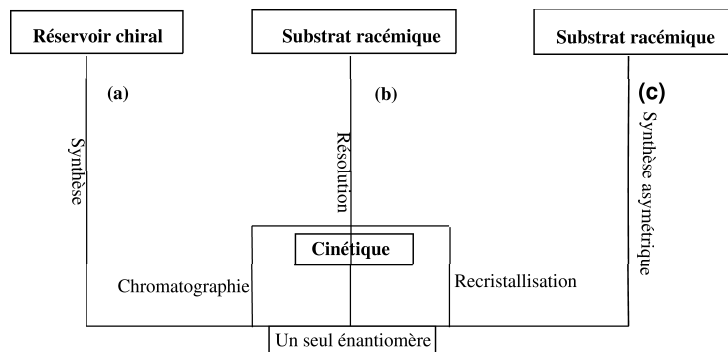 Réservoir chiral
Substrat racémique
Substrat racémique
(a)
(b)
(c)
Synthèse
Résolution
Synthèse asymétrique
Cinétique
Chromatographie
Recristallisation
Un seul énantiomère